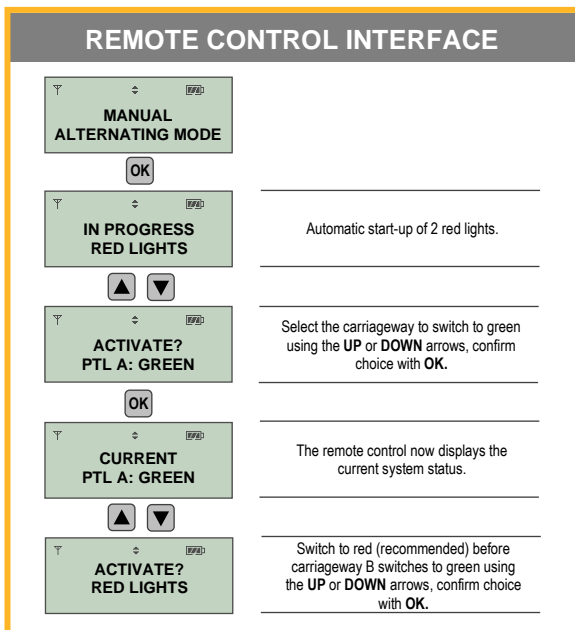 REMOTE CONTROL INTERFACE
MANUAL
ALTERNATING MODE
OK
IN PROGRESS
RED LIGHTS
Automatic start-up of 2 red lights.
ACTIVATE?
PTL A: GREEN
Select the carriageway to switch to green
using the UP or DOWN arrows, confirm
choice with OK.
OK
CURRENT
PTL A: GREEN
The remote control now displays the
current system status.
ACTIVATE?
RED LIGHTS
Switch to red (recommended) before
carriageway B switches to green using
the UP or DOWN arrows, confirm choice
with OK.